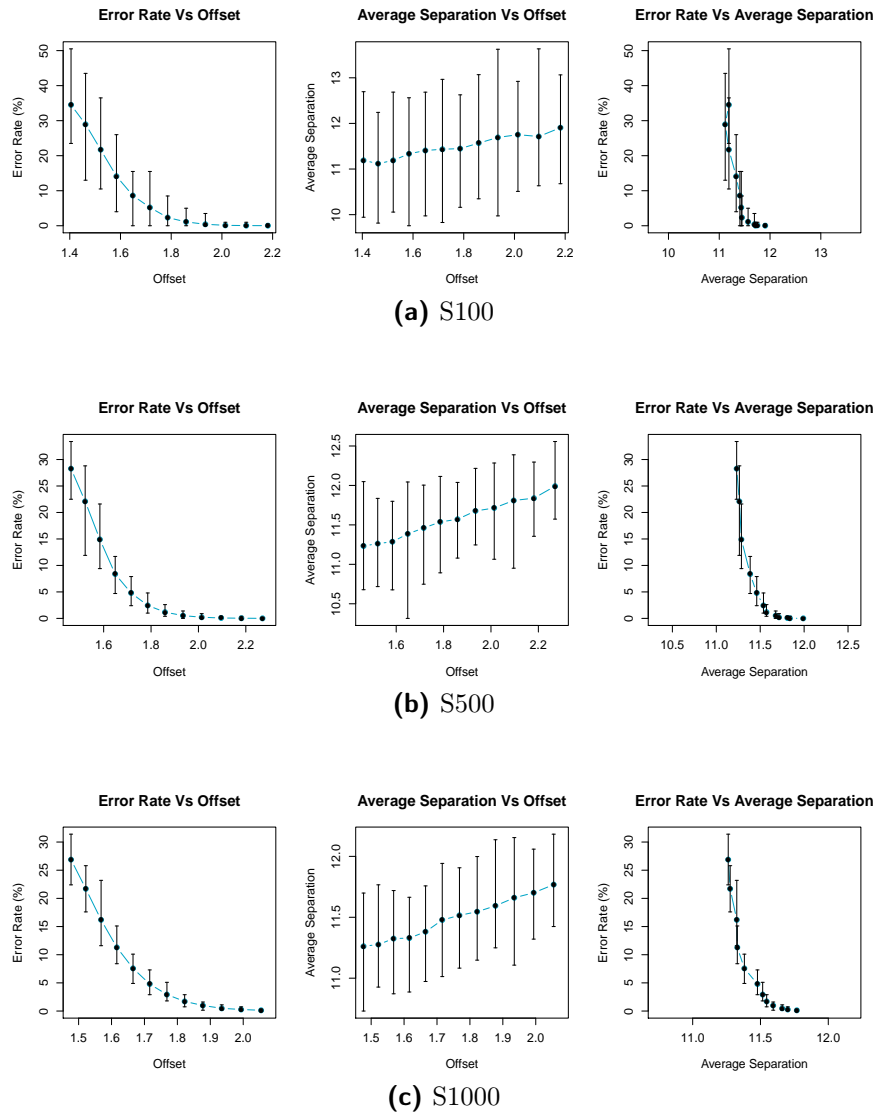 Error Rate Vs Offset
Error Rate (%)
0 10 20 30 40 50
1.4 1.6 1.8 2.0 2.2
Offset
Average Separation Vs Offset
Average Separation
10 11 12 13
1.4 1.6 1.8 2.0 2.2
Offset
Error Rate Vs Average Separation
Error Rate (%)
0 10 20 30 40 50
10 11 12 13
Average Separation
(a) S100
Error Rate Vs Offset
Error Rate (%)
0 5 10 15 20 25 30
1.6 1.8 2.0 2.2
Offset
Average Separation Vs Offset
Average Separation
10.5 11.0 11.5 12.0 12.5
1.6 1.8 2.0 2.2
Offset
Error Rate Vs Average Separation
Error Rate (%)
0 5 10 15 20 25 30
10.5 11.0 11.5 12.0 12.5
Average Separation
(b) S500
Error Rate Vs Offset
Error Rate (%)
0 5 10 15 20 25 30
1.5 1.6 1.7 1.8 1.9 2.0
Offset
Average Separation Vs Offset
Average Separation
11.0 11.5 12.0
1.5 1.6 1.7 1.8 1.9 2.0
Offset
Error Rate Vs Average Separation
Error Rate (%)
0 5 10 15 20 25 30
11.0 11.5 12.0
Average Separation
(c) S1000